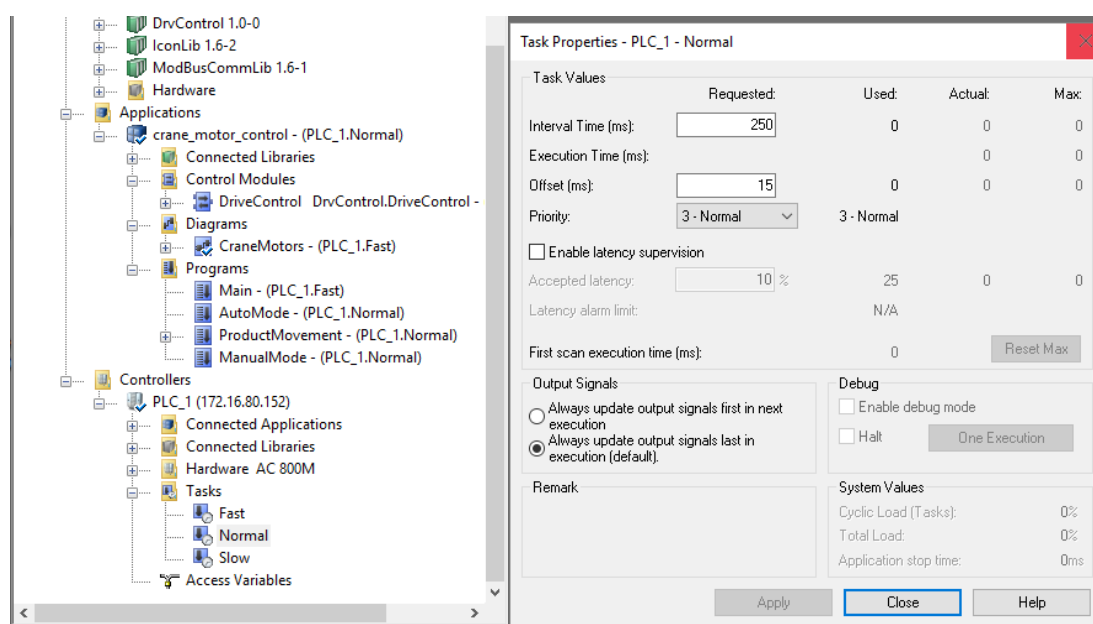 DrvControl 1.0-0
IconLib 1.6-2
ModBusCommLib 1.6-1
Hardware
Applications
crane_motor_control - (PLC_1.Normal)
Connected Libraries
Control Modules
DriveControl DrvControl.DriveControl -
Diagrams
CraneMotors - (PLC_1.Fast)
Programs
Main - (PLC_1.Fast)
AutoMode - (PLC_1.Normal)
ProductMovement - (PLC_1.Normal)
ManualMode - (PLC_1.Normal)
Controllers
PLC_1 (172.16.80.152)
Connected Applications
Connected Libraries
Hardware AC 800M
Tasks
Fast
Normal
Slow
Access Variables
Task Properties - PLC_1 - Normal
Task Values
Requested: Used: Actual: Max:
Interval Time (ms): 250 0 0 0
Execution Time (ms): 0 0
Offset (ms): 15 0 0 0
Priority: 3 - Normal 3 - Normal
Enable latency supervision
Accepted latency: 10 % 25 0 0
Latency alarm limit: N/A
First scan execution time (ms): 0 Reset Max
Output Signals
Always update output signals first in next
execution
Always update output signals last in
execution (default).
Debug
Enable debug mode
Halt One Execution
Remark
System Values
Cyclic Load (Tasks): 0%
Total Load: 0%
Application stop time: 0ms
Apply Close Help